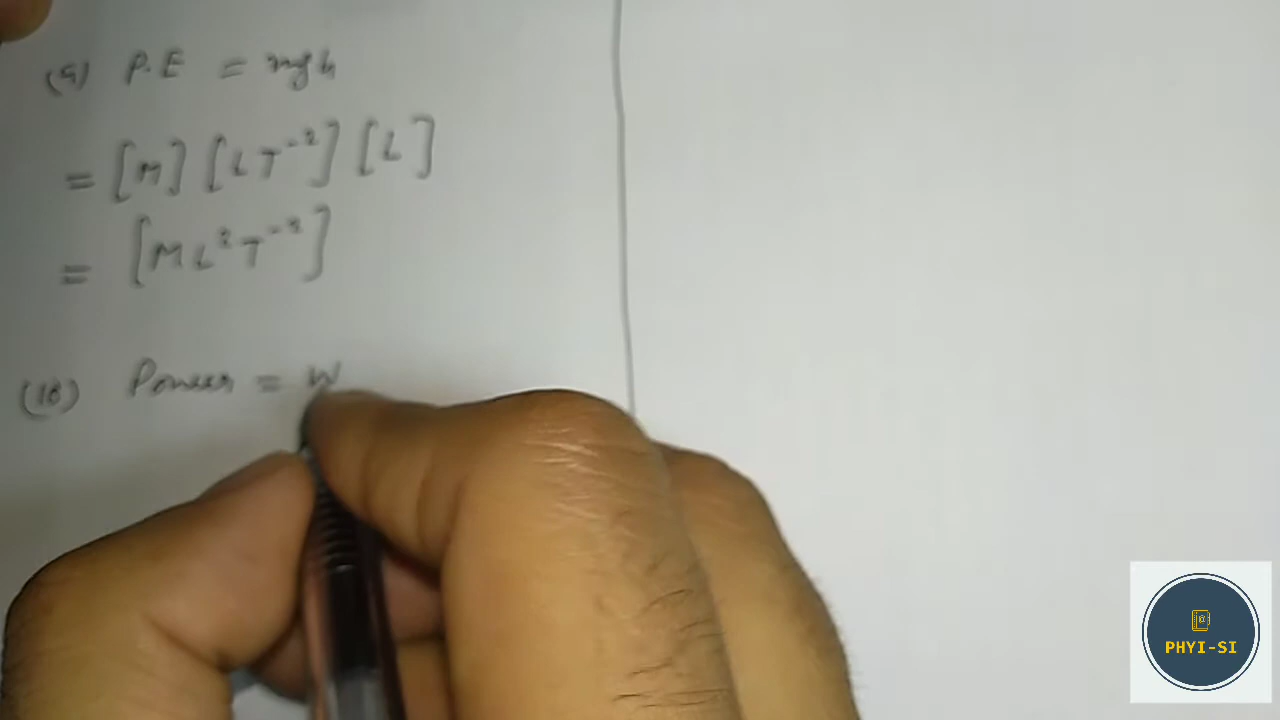 (9) P.E = mgh
= [M] [LT⁻²] [L]
= [ML²T⁻²]
(10) Power = W
PHYI-SI